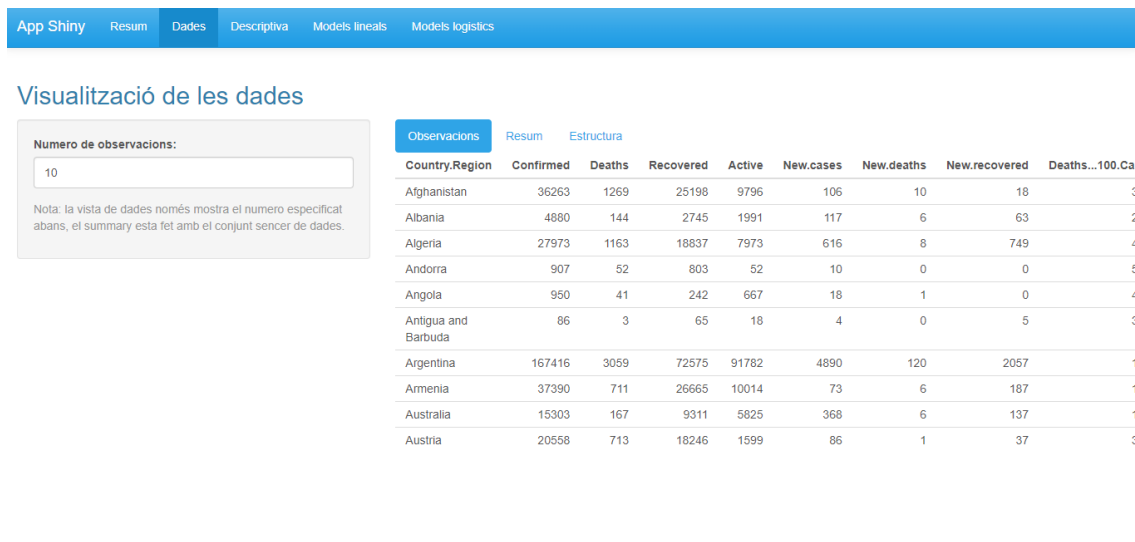 App Shiny Resum Dades Descriptiva Models lineals Models logístics
Visualització de les dades
Numero de observacions:
10
Nota: la vista de dades només mostra el numero especificat
abans, el summary esta fet amb el conjunt sencer de dades.
Observacions Resum Estructura
Country.Region Confirmed Deaths Recovered Active New.cases New.deaths New.recovered Deaths...100.Ca
Afghanistan 36263 1269 25198 9796 106 10 18
Albania 4880 144 2745 1991 117 6 63
Algeria 27973 1163 18837 7973 616 8 749
Andorra 907 52 803 52 10 0 0
Angola 950 41 242 667 18 1 0
Antigua and 86 3 65 18 4 0 5
Barbuda
Argentina 167416 3059 72575 91782 4890 120 2057
Armenia 37390 711 26665 10014 73 6 187
Australia 15303 167 9311 5825 368 6 137
Austria 20558 713 18246 1599 86 1 37